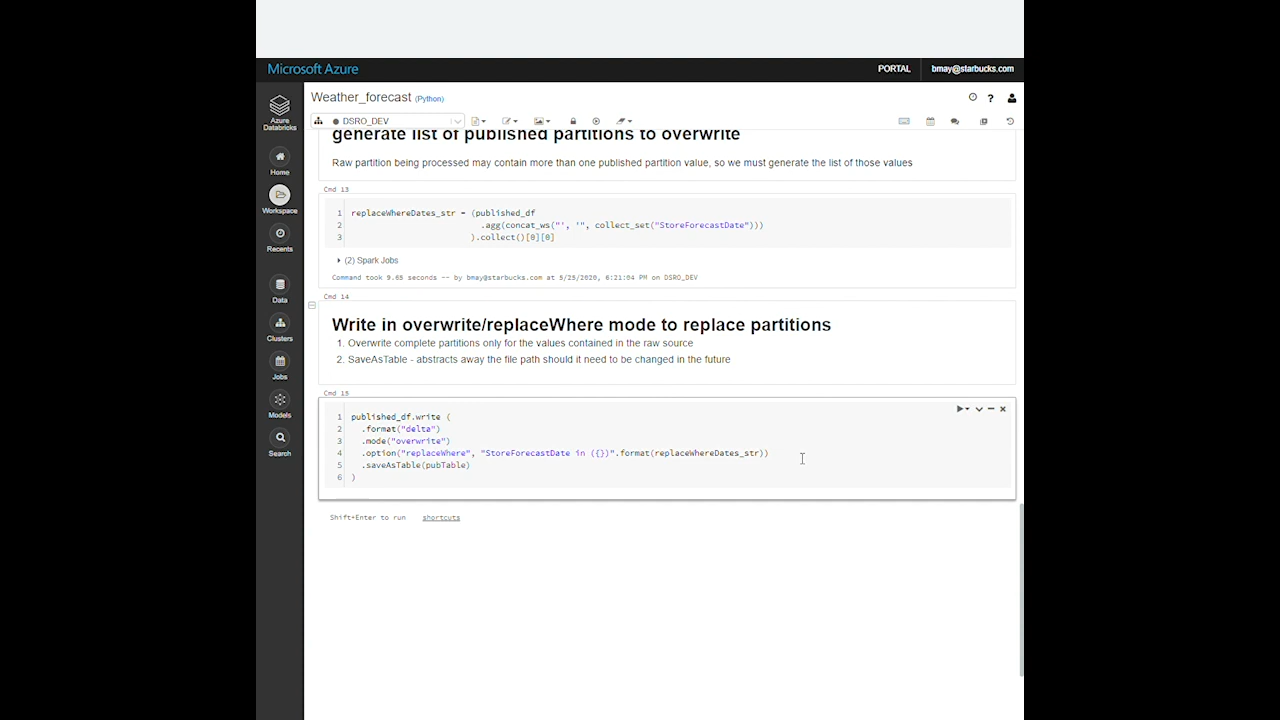 Microsoft Azure
PORTAL
bmay@starbucks.com
Azure
Databricks
Home
Workspace
Recents
Data
Clusters
Jobs
Models
Search
Weather_forecast (Python)
DSRO_DEV
generate list of published partitions to overwrite
Raw partition being processed may contain more than one published partition value, so we must generate the list of those values
Cmd 13
1 replaceWhereDates_str = (published_df
2 .agg(concat_ws("', '", collect_set("StoreForecastDate")))
3 ).collect()[0][0]
(2) Spark Jobs
Command took 9.65 seconds -- by bmay@starbucks.com at 5/25/2020, 6:21:04 PM on DSRO_DEV
Cmd 14
Write in overwrite/replaceWhere mode to replace partitions
1. Overwrite complete partitions only for the values contained in the raw source
2. SaveAsTable - abstracts away the file path should it need to be changed in the future
Cmd 15
1 published_df.write (
2 .format("delta")
3 .mode("overwrite")
4 .option("replaceWhere", "StoreForecastDate in ({})".format(replaceWhereDates_str))
5 .saveAsTable(pubTable)
6 )
Shift+Enter to run shortcuts